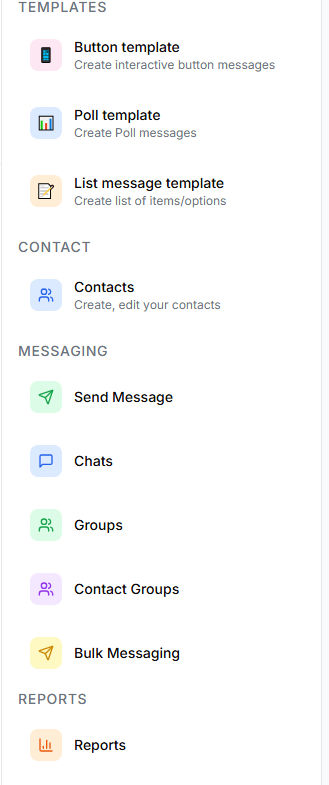 TEMPLATES
Button template
Create interactive button messages
Poll template
Create Poll messages
List message template
Create list of items/options
CONTACT
Contacts
Create, edit your contacts
MESSAGING
Send Message
Chats
Groups
Contact Groups
Bulk Messaging
REPORTS
Reports